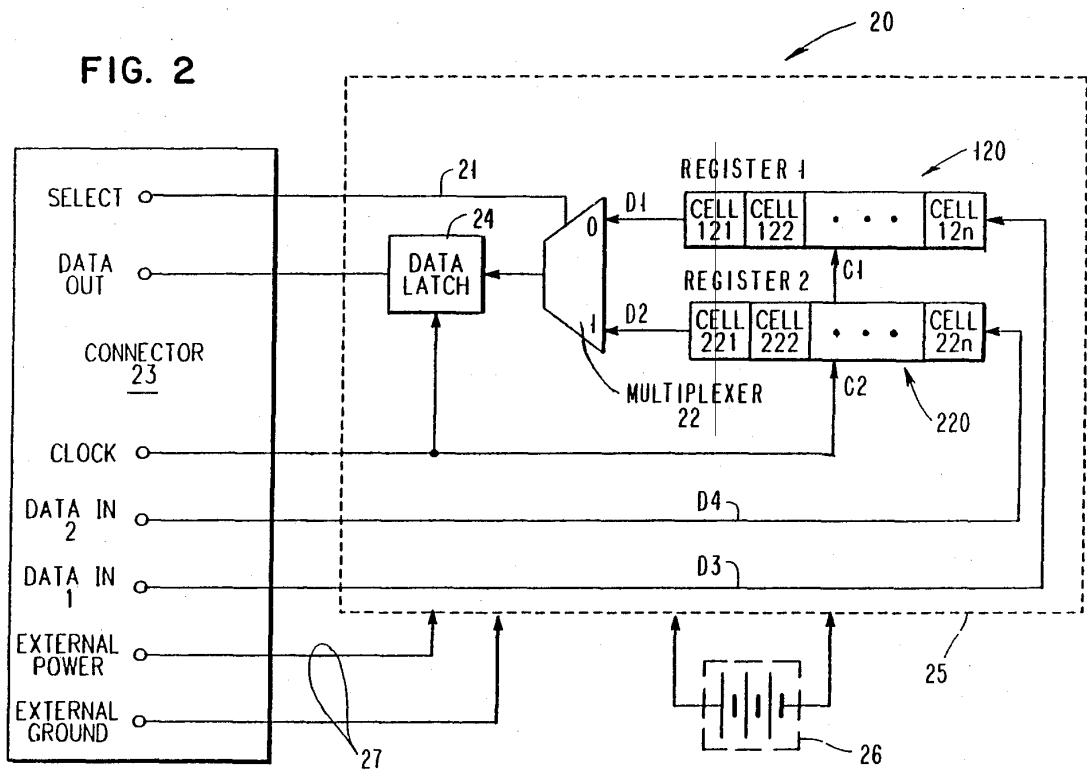 FIG. 2
20
SELECT
21
REGISTER 1
120
D1
CELL 121
CELL 122
. . .
CELL 12n
0
24
DATA OUT
DATA LATCH
C1
REGISTER 2
D2
CELL 221
CELL 222
. . .
CELL 22n
1
CONNECTOR
23
MULTIPLEXER
22
C2
220
CLOCK
DATA IN
2
D4
DATA IN
1
D3
EXTERNAL
POWER
25
EXTERNAL
GROUND
27
26